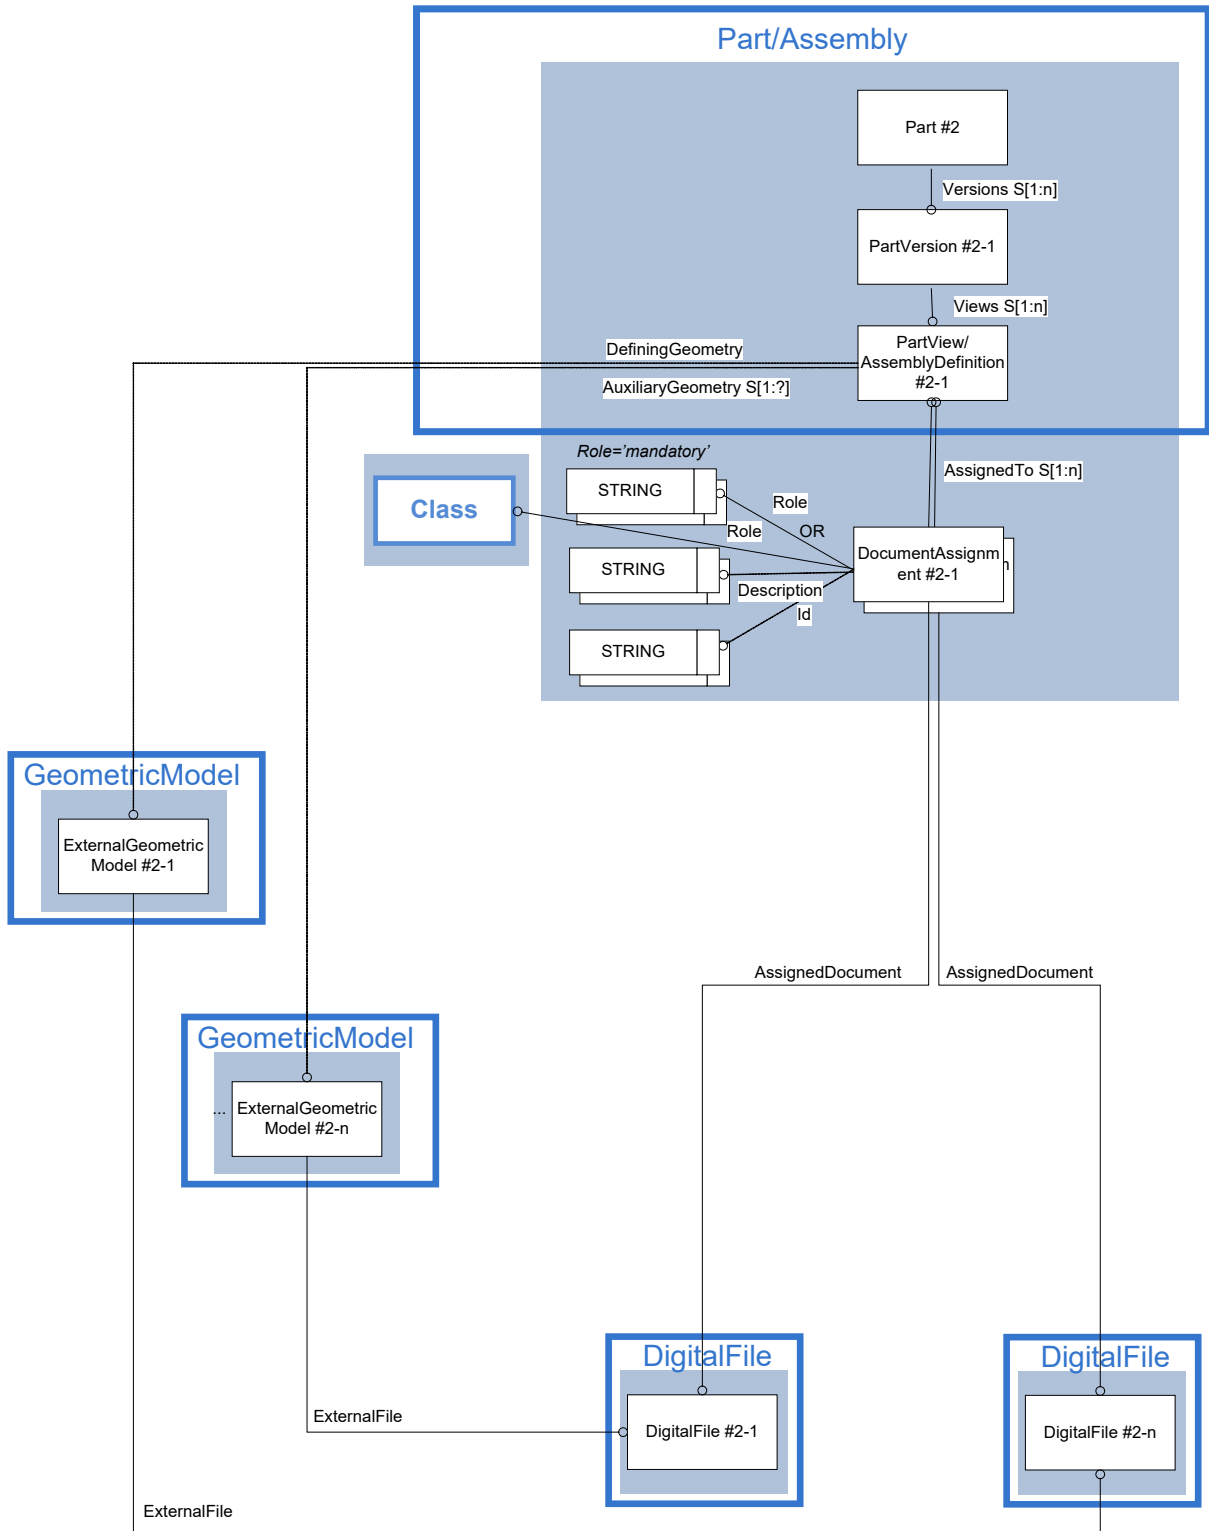 Part/Assembly
Part #2
Versions S[1:n]
PartVersion #2-1
Views S[1:n]
PartView/
AssemblyDefinition
#2-1
DefiningGeometry
AuxiliaryGeometry S[1:?]
Role='mandatory'
AssignedTo S[1:n]
STRING
Class
Role
Role
OR
DocumentAssignm
ent #2-1
n
STRING
Description
Id
STRING
GeometricModel
ExternalGeometric
Model #2-1
AssignedDocument
AssignedDocument
GeometricModel
...
ExternalGeometric
Model #2-n
DigitalFile
DigitalFile
ExternalFile
DigitalFile #2-1
DigitalFile #2-n
ExternalFile